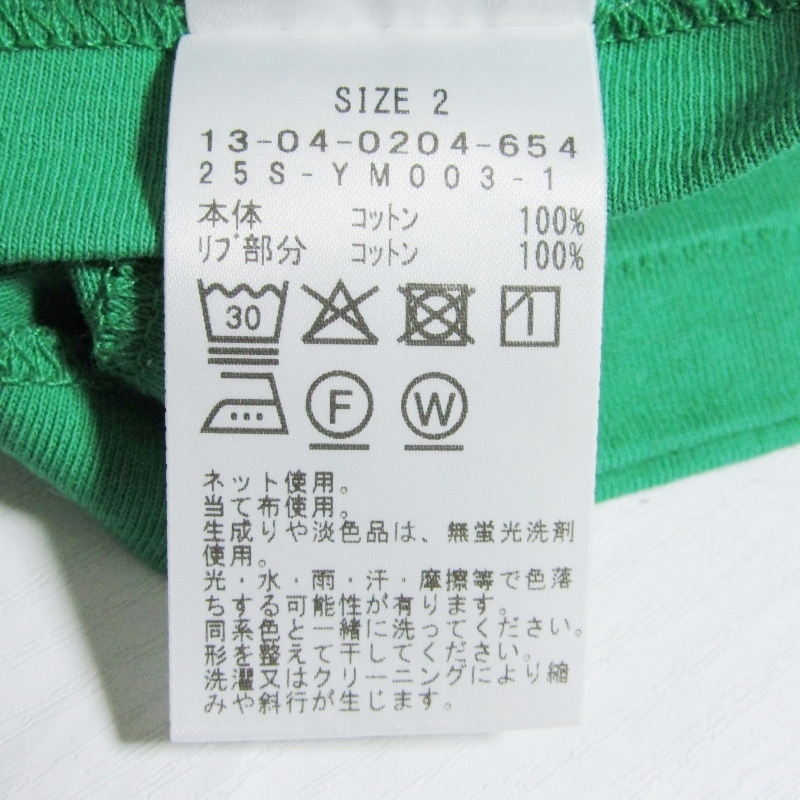 SIZE 2
13-04-0204-654
25S-YM003-1
本体 コットン 100%
リブ部分 コットン 100%
30
F W
ネット使用。
当て布使用。
生成りや淡色品は、無蛍光洗剤
使用。
光・水・雨・汗・摩擦等で色落
ちする可能性が有ります。
同系色と一緒に洗ってください。
形を整えて干してください。
洗濯又はクリーニングにより縮
みや斜行が生じます。